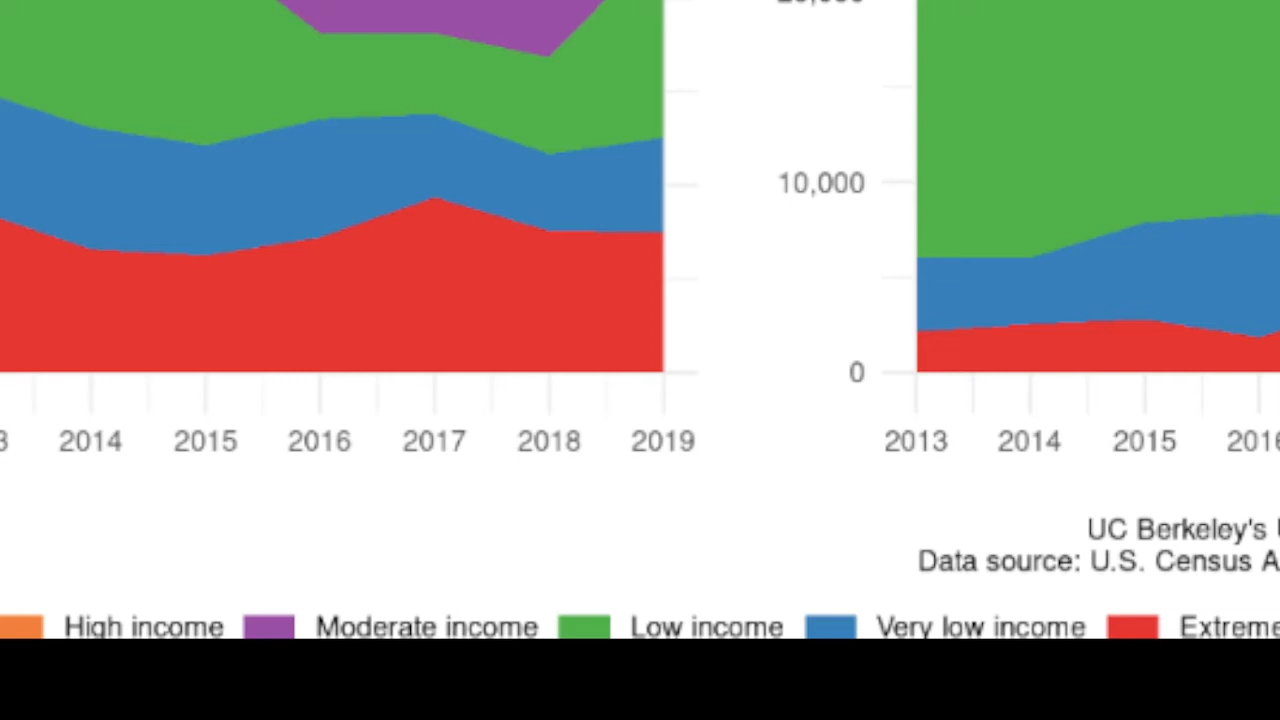 10,000
0
2014 2015 2016 2017 2018 2019 2013 2014 2015
UC Berkeley's
Data source: U.S. Census
High income Moderate income Low income Very low income